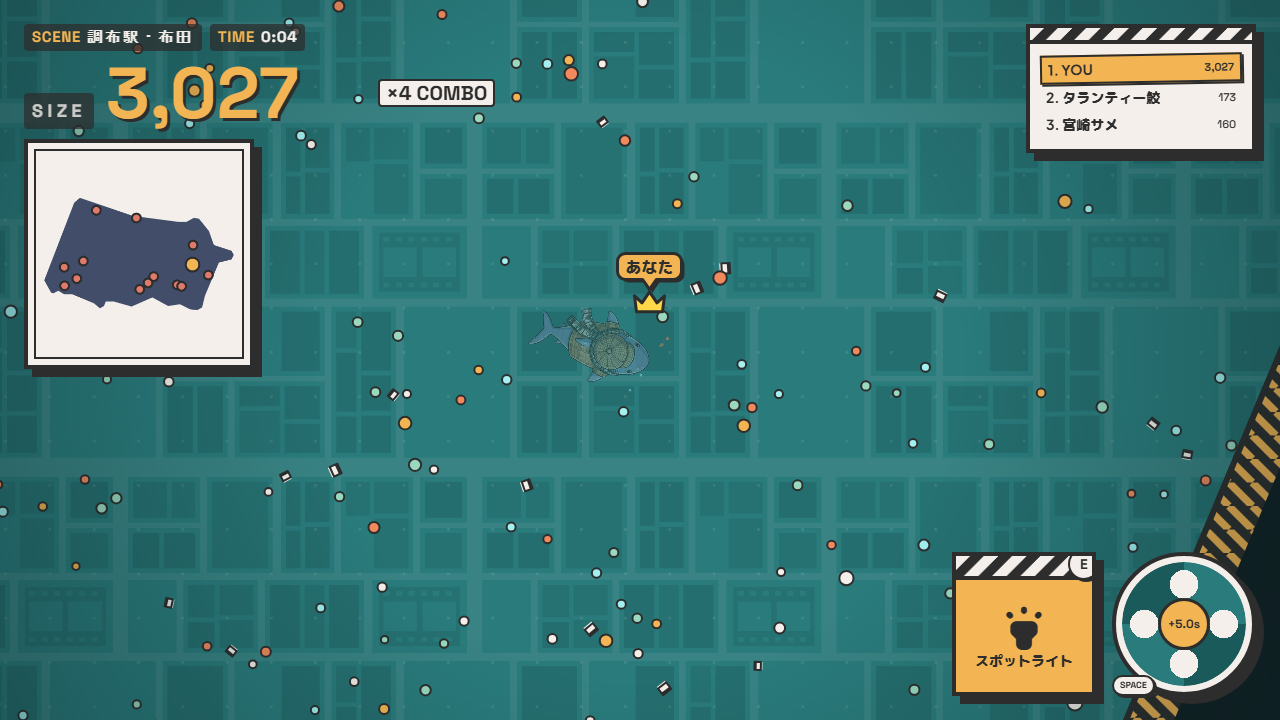 SCENE 調布駅 - 布田 TIME 0:04
SIZE 3,027
×4 COMBO
1. YOU 3,027
2. タランティー鮫 173
3. 宮崎サメ 160
あなた
E
スポットライト
+5.0s
SPACE